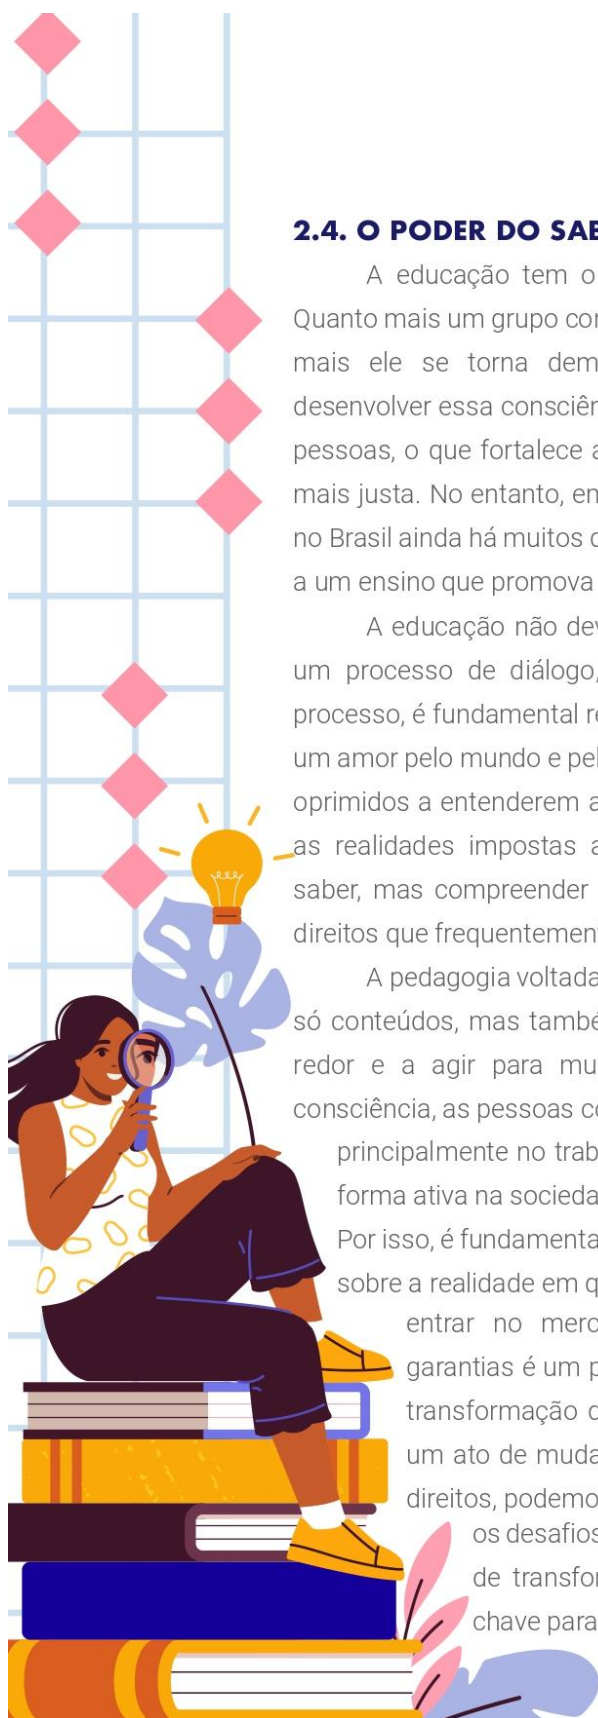 2.4. O PODER DO SAB
A educação tem o
Quanto mais um grupo con
mais ele se torna dem
desenvolver essa consciên
pessoas, o que fortalece a
mais justa. No entanto, em
no Brasil ainda há muitos d
a um ensino que promova
A educação não dev
um processo de diálogo,
processo, é fundamental re
um amor pelo mundo e pel
oprimidos a entenderem a
as realidades impostas a
saber, mas compreender
direitos que frequentement
A pedagogia voltada
só conteúdos, mas també
redor e a agir para mu
consciência, as pessoas co
principalmente no trab
forma ativa na socieda
Por isso, é fundamenta
sobre a realidade em q
entrar no merc
garantias é um p
transformação d
um ato de muda
direitos, podemo
os desafios
de transfor
chave para